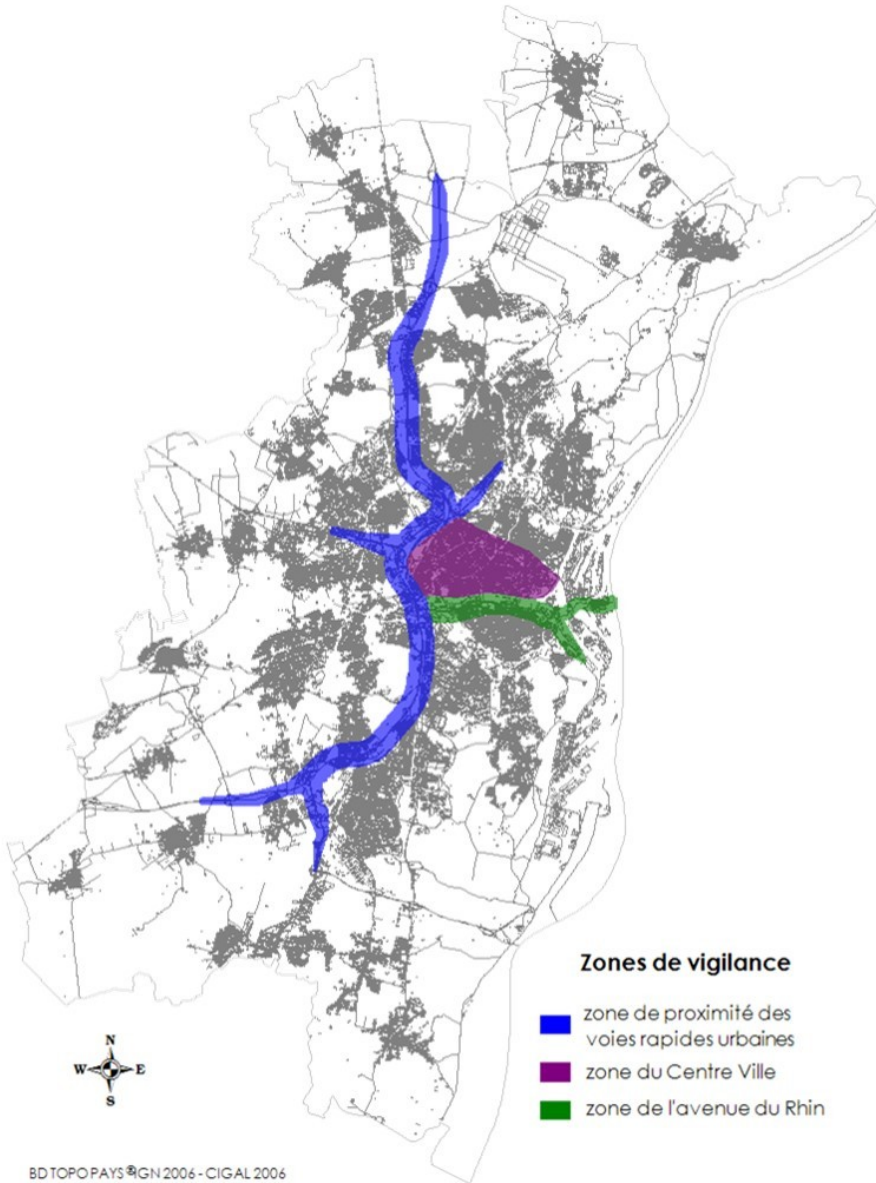 Zones de vigilance
zone de proximité des
voies rapides urbaines
zone du Centre Ville
zone de l'avenue du Rhin
N
W E
S
BD TOPO PAYS ®IGN 2006 - CIGAL 2006